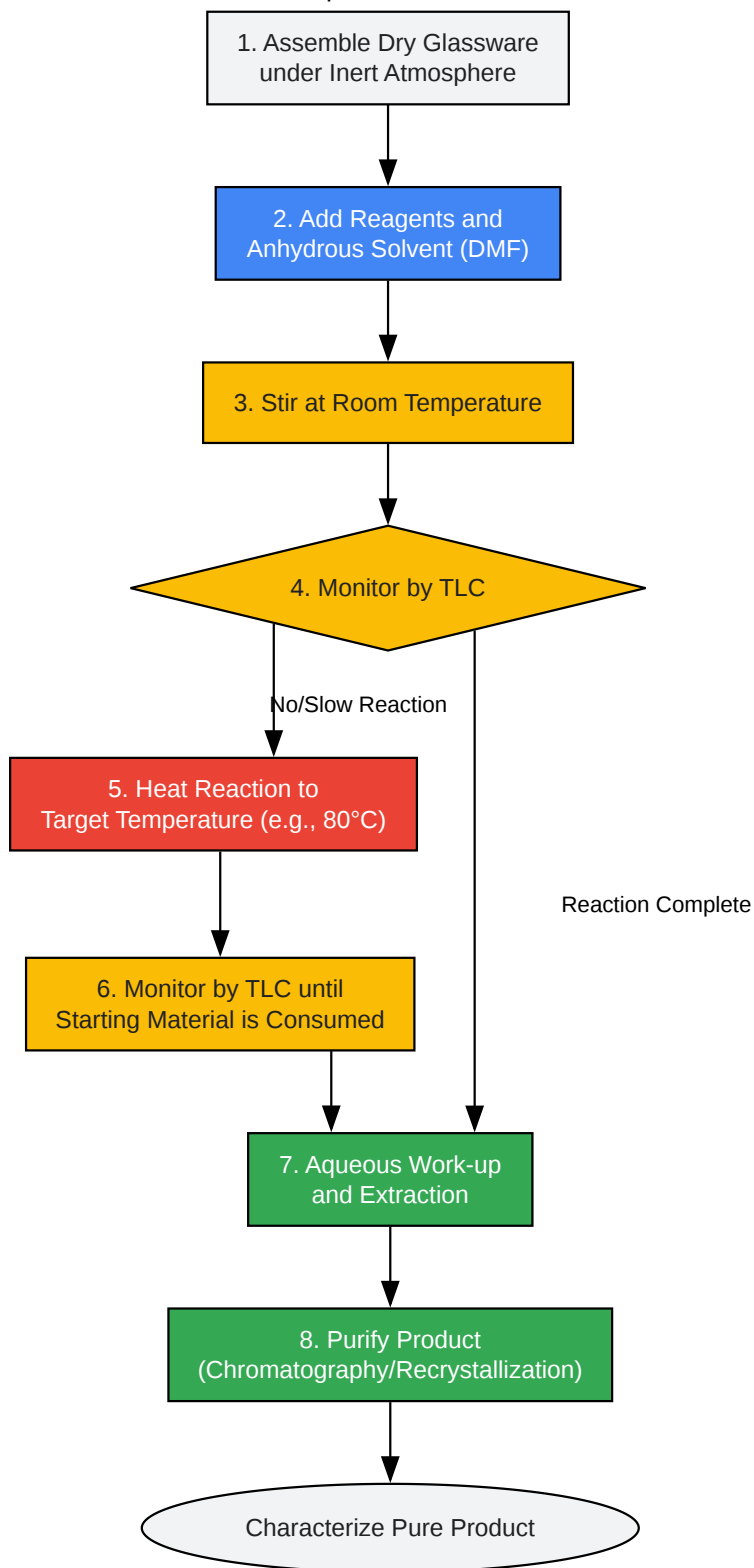 1. Assemble Dry Glassware
under Inert Atmosphere
2. Add Reagents and
Anhydrous Solvent (DMF)
3. Stir at Room Temperature
4. Monitor by TLC
No/Slow Reaction
5. Heat Reaction to
Target Temperature (e.g., 80°C)
Reaction Complete
6. Monitor by TLC until
Starting Material is Consumed
7. Aqueous Work-up
and Extraction
8. Purify Product
(Chromatography/Recrystallization)
Characterize Pure Product